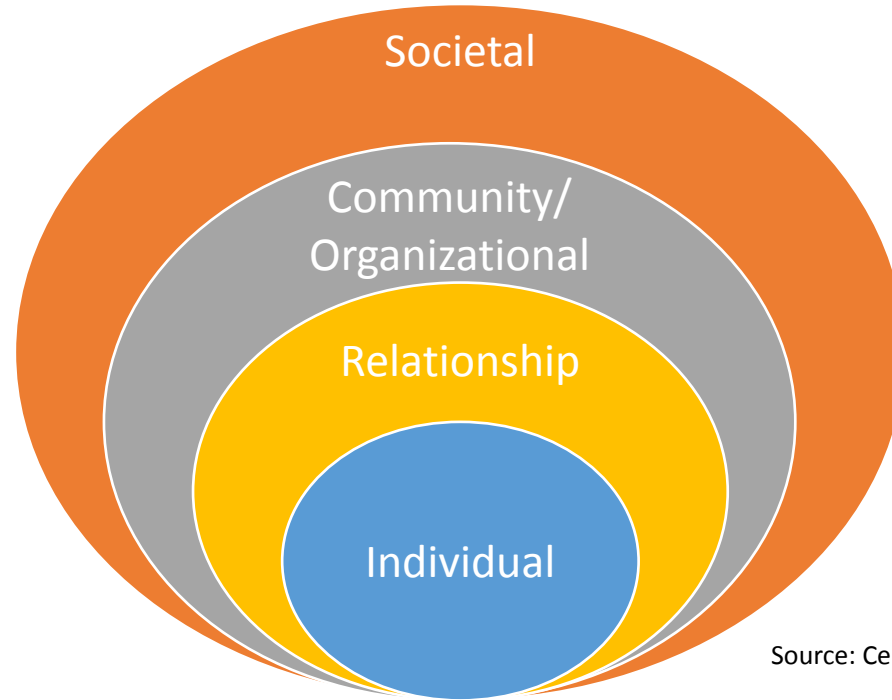 Societal
Community/
Organizational
Relationship
Individual
Source: Ce